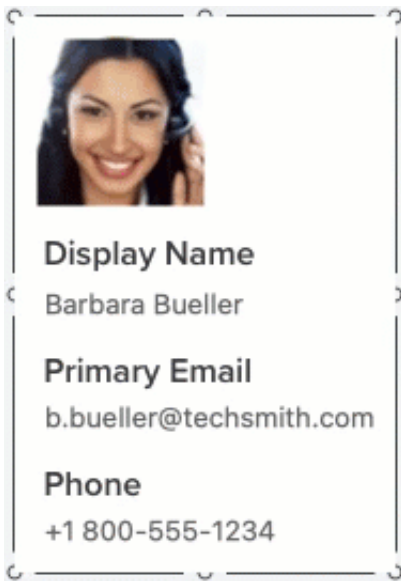 Display Name
Barbara Bueller
Primary Email
b.bueller@techsmith.com
Phone
+1 800-555-1234